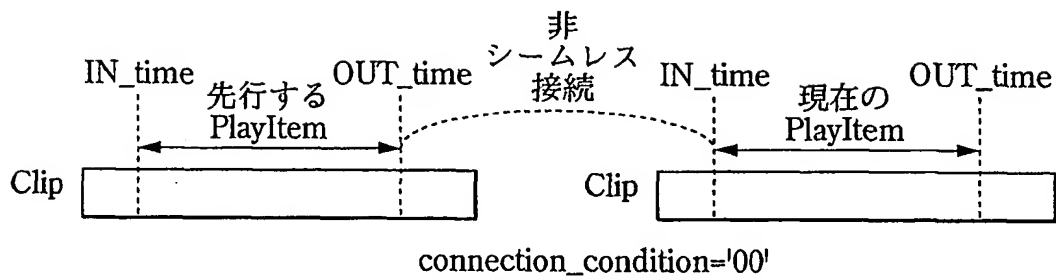 非
シームレス
接続
IN_time
OUT_time
IN_time
OUT_time
先行する
PlayItem
現在の
PlayItem
Clip
Clip
connection_condition='00'